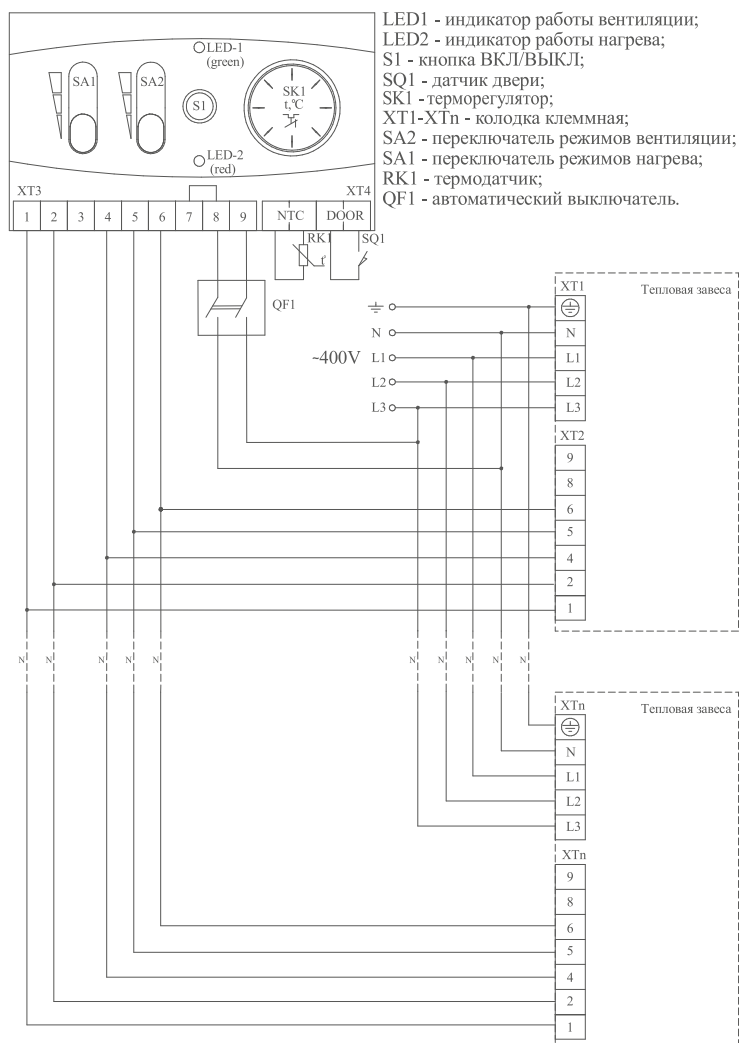 LED1 - индикатор работы вентиляции;
LED2 - индикатор работы нагрева;
S1 - кнопка ВКЛ/ВЫКЛ;
SQ1 - датчик двери;
SK1 - терморегулятор;
XT1-XTn - колодка клеммная;
SA2 - переключатель режимов вентиляции;
SA1 - переключатель режимов нагрева;
RK1 - термодатчик;
QF1 - автоматический выключатель.
LED-1
(green)
SA1
SA2
S1
SK1
t,°C
LED-2
(red)
XT3
XT4
1 2 3 4 5 6 7 8 9 NTC DOOR
RK1
SQ1
t°
QF1
XT1
Тепловая завеса
N
N
~400V L1
L1
L2
L2
L3
L3
XT2
9
8
6
5
4
2
1
N N N N N N N N N N
XTn
Тепловая завеса
N
L1
L2
L3
XTn
9
8
6
5
4
2
1